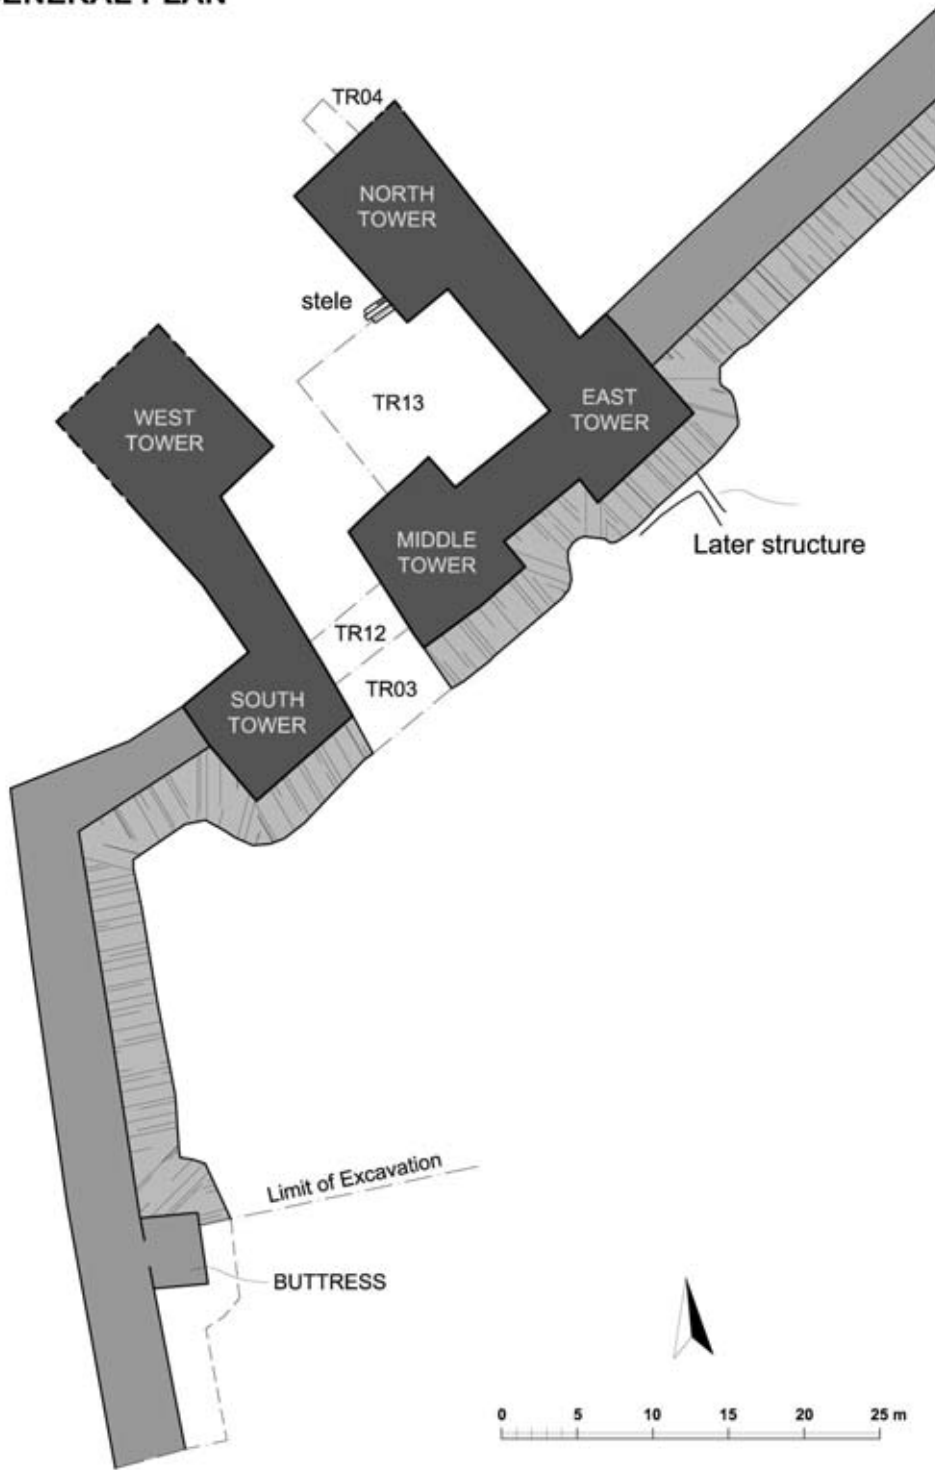 TR04
NORTH
TOWER
stele
TR13
EAST
TOWER
WEST
TOWER
MIDDLE
TOWER
Later structure
TR12
TR03
SOUTH
TOWER
Limit of Excavation
BUTTRESS
0 5 10 15 20 25 m